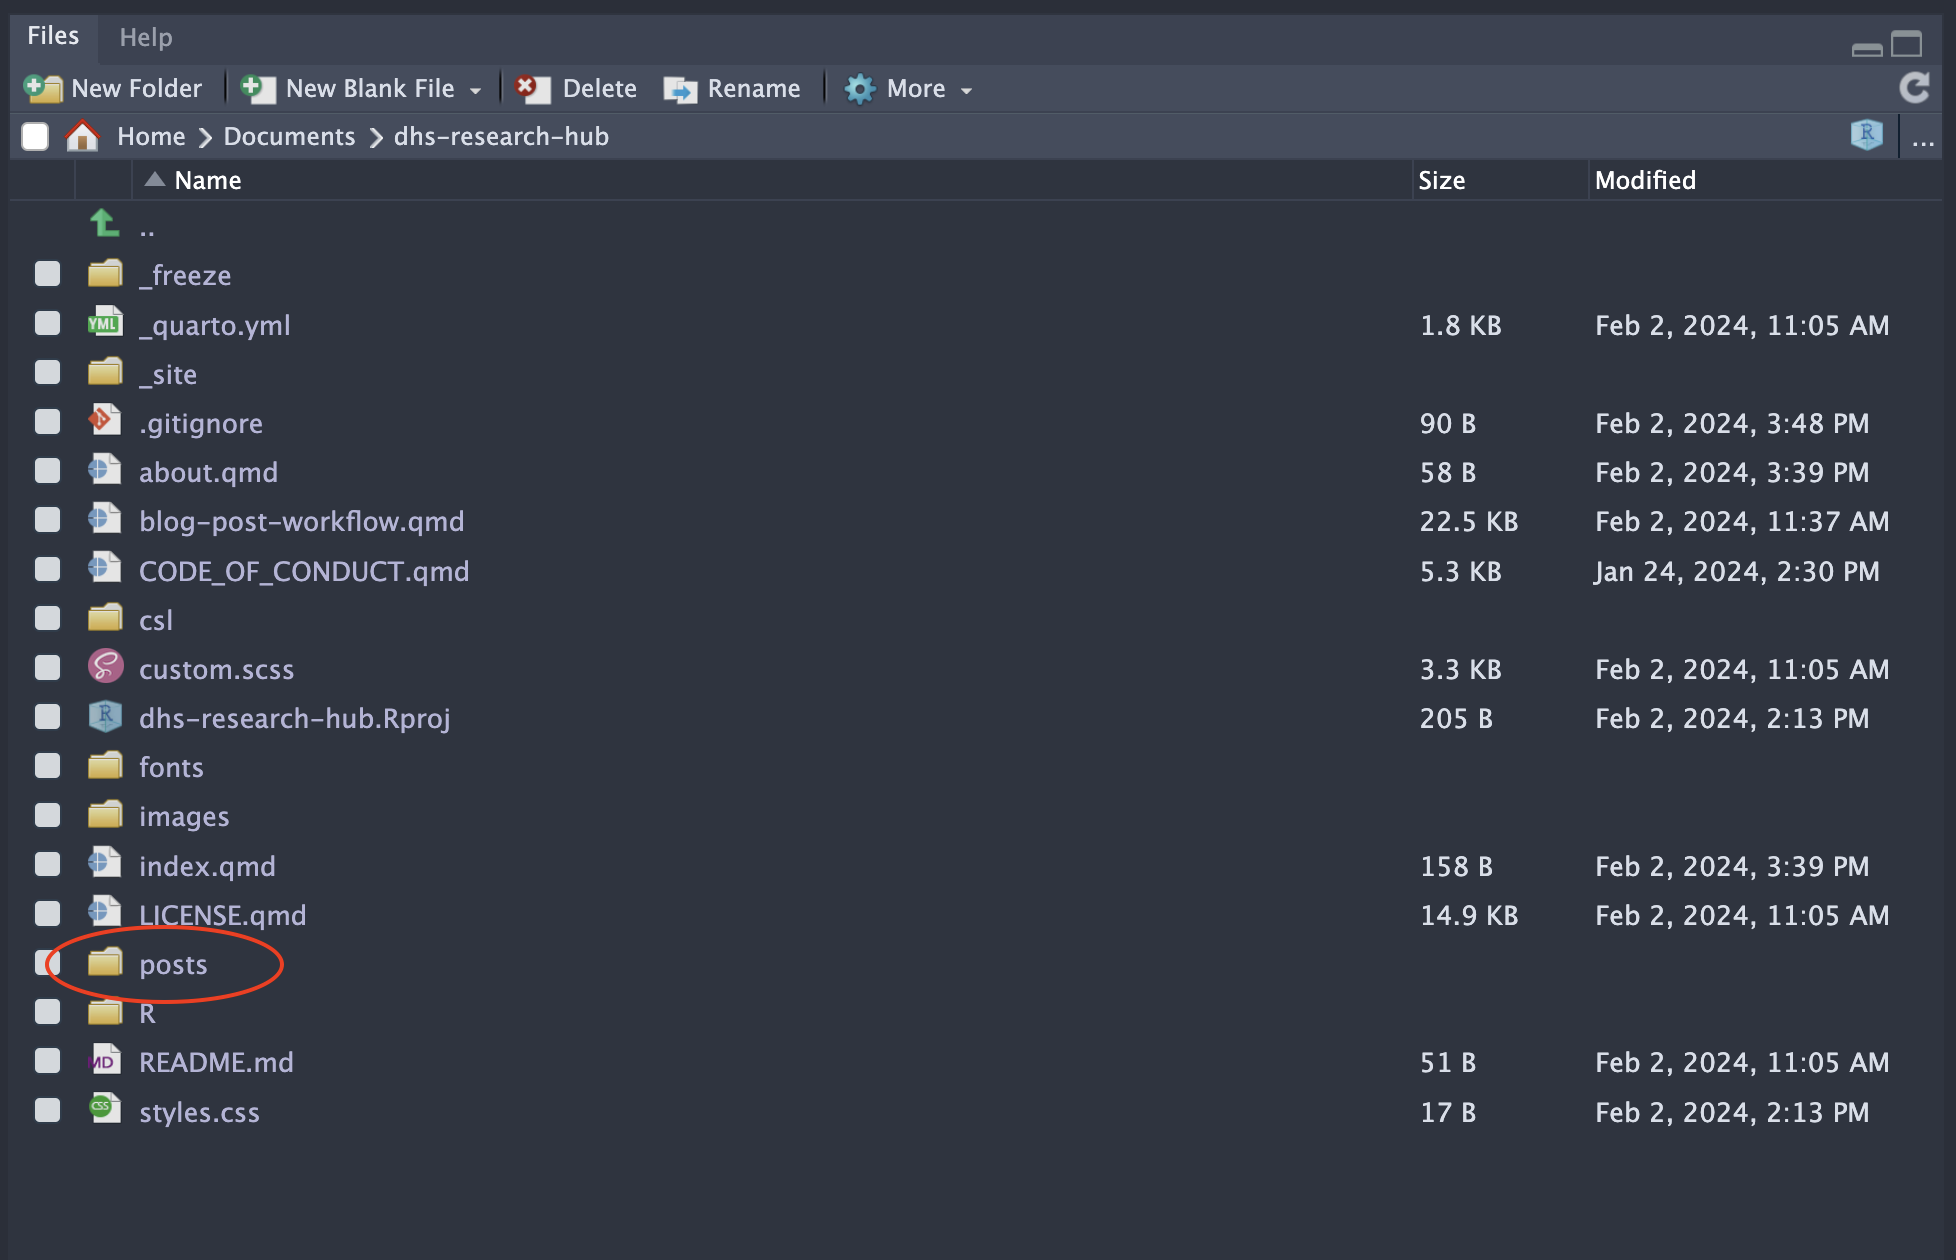 Files Help
New Folder New Blank File Delete Rename More
Home Documents dhs-research-hub R ...
Name Size Modified
..
_freeze
YML _quarto.yml 1.8 KB Feb 2, 2024, 11:05 AM
_site
.gitignore 90 B Feb 2, 2024, 3:48 PM
about.qmd 58 B Feb 2, 2024, 3:39 PM
blog-post-workflow.qmd 22.5 KB Feb 2, 2024, 11:37 AM
CODE_OF_CONDUCT.qmd 5.3 KB Jan 24, 2024, 2:30 PM
csl
custom.scss 3.3 KB Feb 2, 2024, 11:05 AM
R dhs-research-hub.Rproj 205 B Feb 2, 2024, 2:13 PM
fonts
images
index.qmd 158 B Feb 2, 2024, 3:39 PM
LICENSE.qmd 14.9 KB Feb 2, 2024, 11:05 AM
posts
R
MD README.md 51 B Feb 2, 2024, 11:05 AM
CSS styles.css 17 B Feb 2, 2024, 2:13 PM